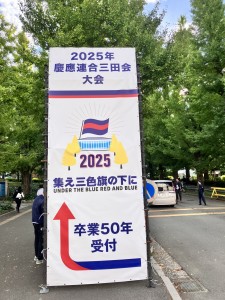 2025年
慶應連合三田会
大会
2025
集え三色旗の下に
UNDER THE BLUE RED AND BLUE
卒業50年
受付